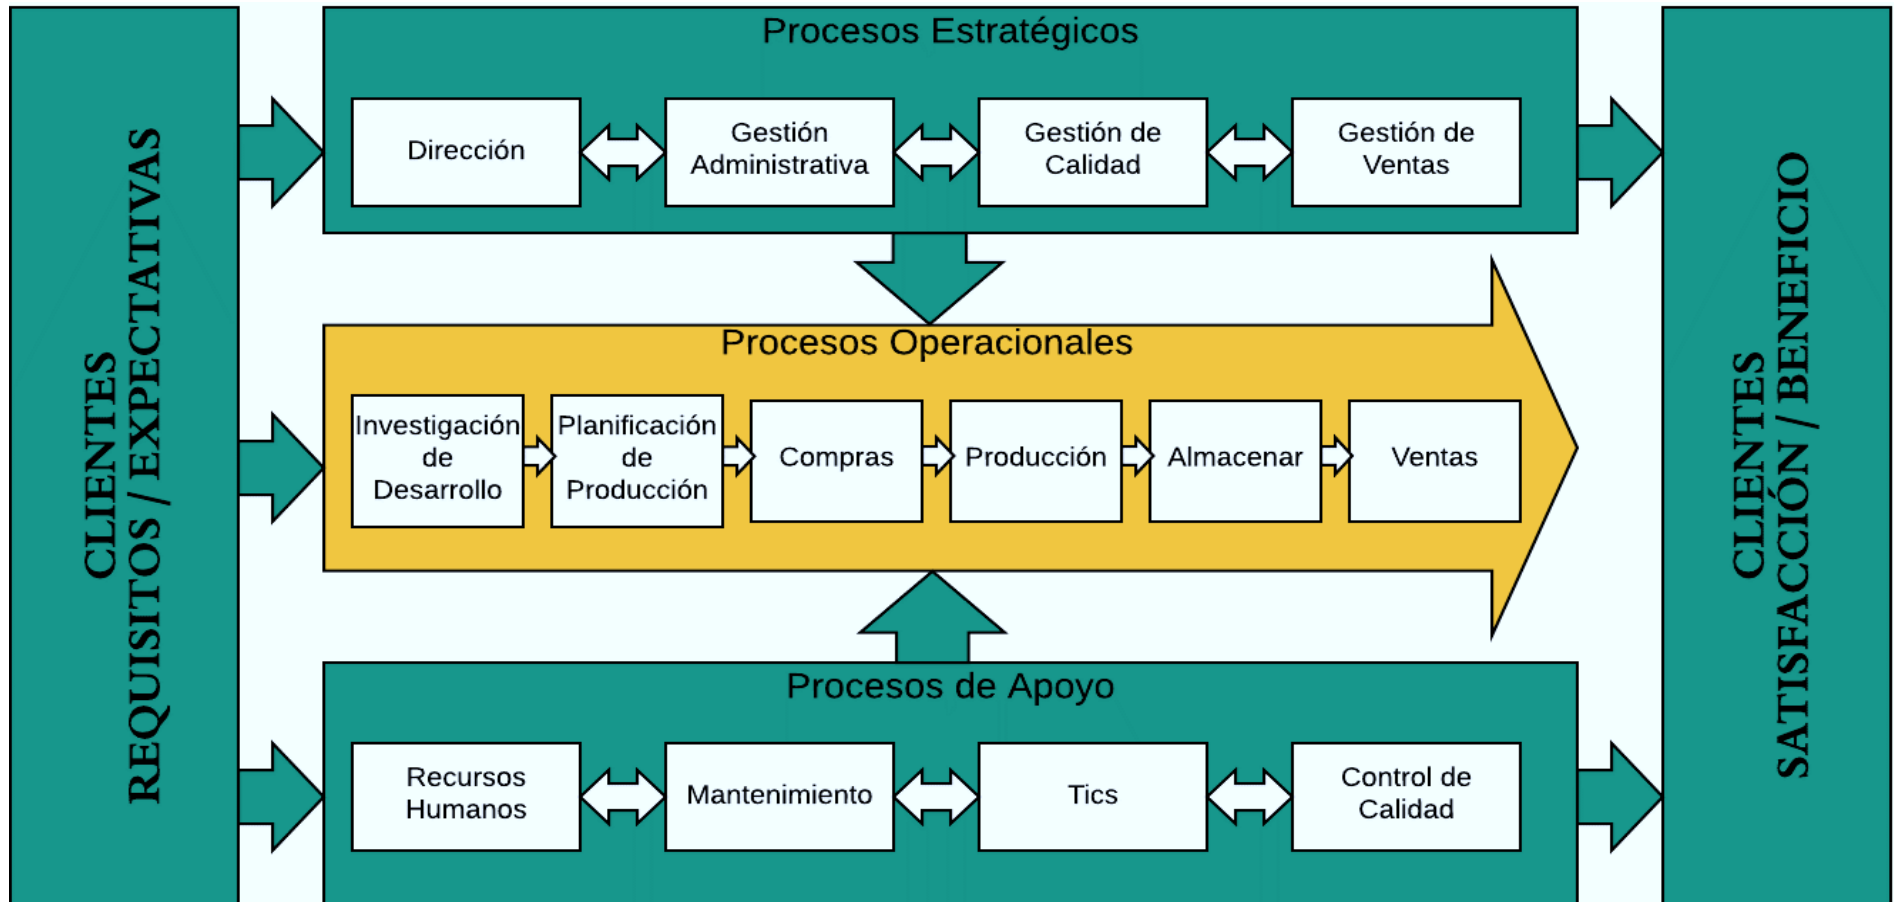 CLIENTES
REQUISITOS / EXPECTATIVAS
Procesos Estratégicos
Dirección
Gestión
Administrativa
Gestión de
Calidad
Gestión de
Ventas
Procesos Operacionales
Investigación
de
Desarrollo
Planificación
de
Producción
Compras
Producción
Almacenar
Ventas
Procesos de Apoyo
Recursos
Humanos
Mantenimiento
Tics
Control de
Calidad
CLIENTES
SATISFACCIÓN / BENEFICIO